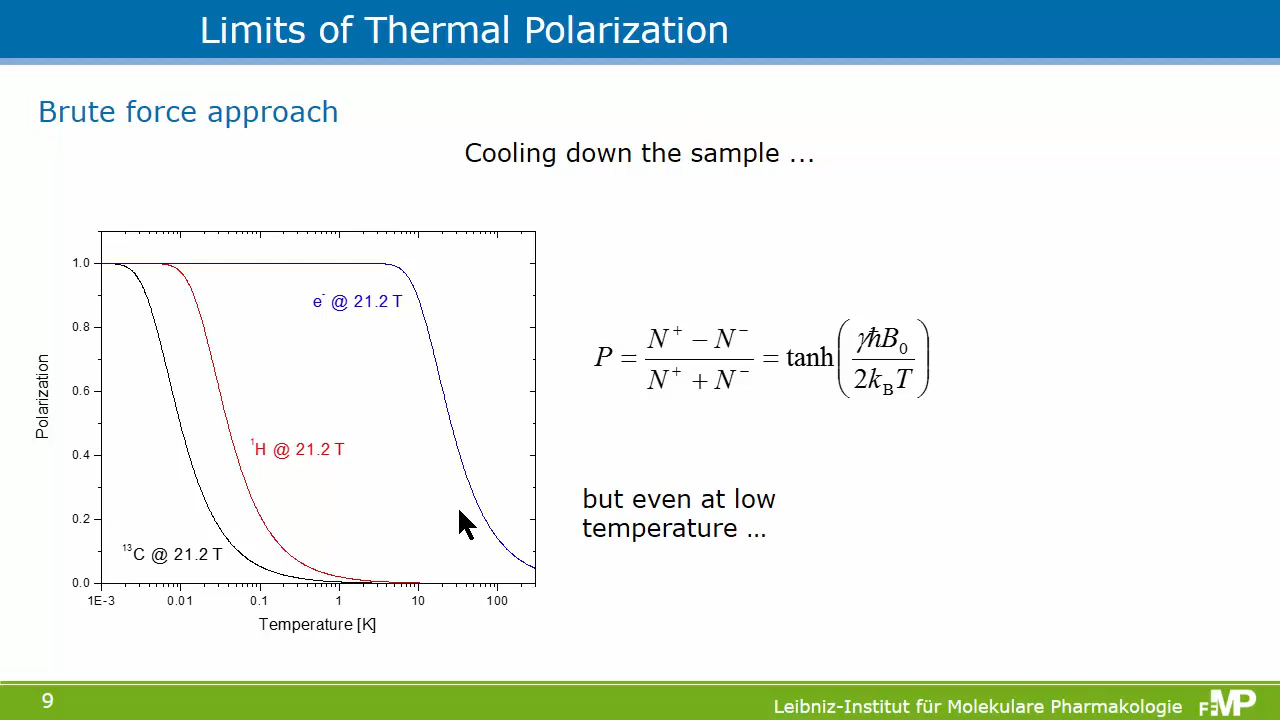 Limits of Thermal Polarization
Brute force approach
Cooling down the sample ...
1.0
0.8
0.6
0.4
0.2
0.0
Polarization
e⁻ @ 21.2 T
¹H @ 21.2 T
¹³C @ 21.2 T
1E-3 0.01 0.1 1 10 100
Temperature [K]
P = (N⁺ − N⁻)/(N⁺ + N⁻) = tanh(γħB₀/2k_BT)
but even at low
temperature ...
9
Leibniz-Institut für Molekulare Pharmakologie
FMP